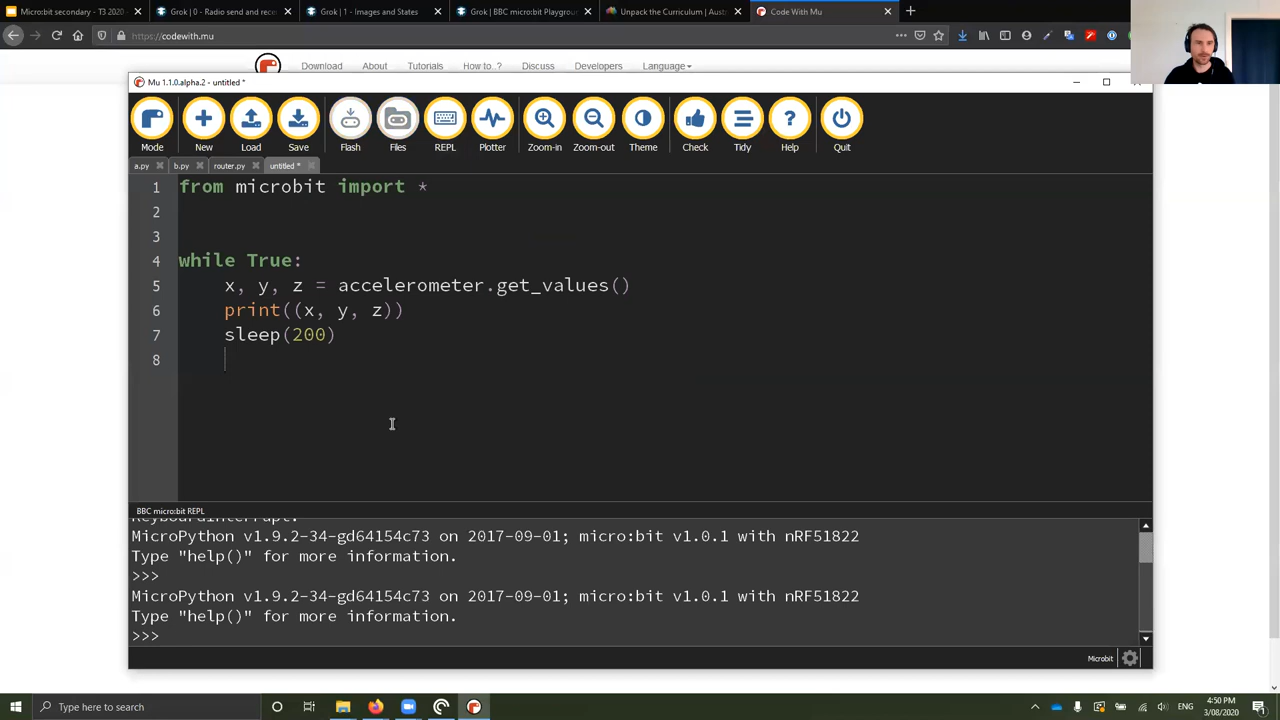 Micro:bit secondary - T3 2020 -
Grok | 0 - Radio send and rece
Grok | 1 - Images and States
Grok | BBC micro:bit Playgrou
Unpack the Curriculum | Aust
Code With Mu
https://codewith.mu
Download About Tutorials How to..? Discuss Developers Language
Mu 1.1.0.alpha.2 - untitled *
Mode New Load Save Flash Files REPL Plotter Zoom-in Zoom-out Theme Check Tidy Help Quit
a.py b.py router.py untitled *
1 from microbit import *
2
3
4 while True:
5 x, y, z = accelerometer.get_values()
6 print((x, y, z))
7 sleep(200)
8
BBC micro:bit REPL
KeyboardInterrupt:
MicroPython v1.9.2-34-gd64154c73 on 2017-09-01; micro:bit v1.0.1 with nRF51822
Type "help()" for more information.
>>>
MicroPython v1.9.2-34-gd64154c73 on 2017-09-01; micro:bit v1.0.1 with nRF51822
Type "help()" for more information.
>>>
Microbit
Type here to search
ENG
4:50 PM
3/08/2020